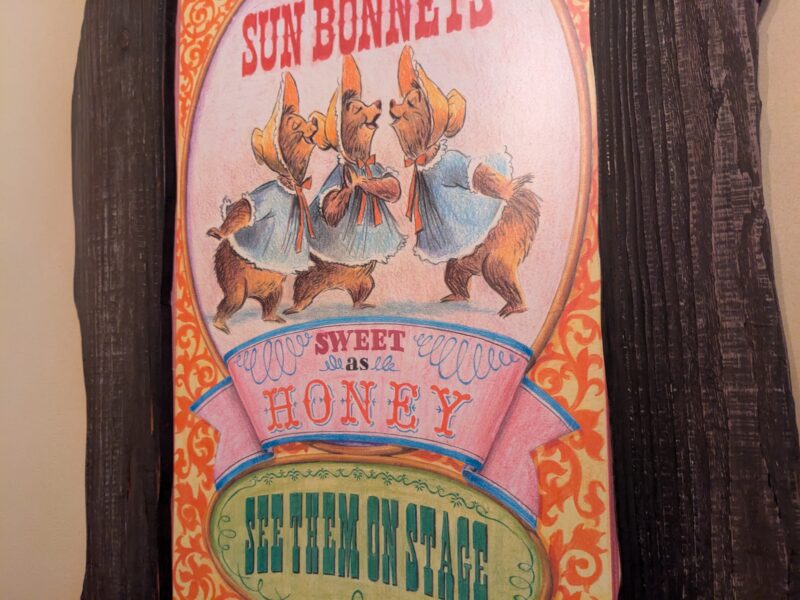 SUN BONNETS
SWEET
as
HONEY
SEE THEM ON STAGE